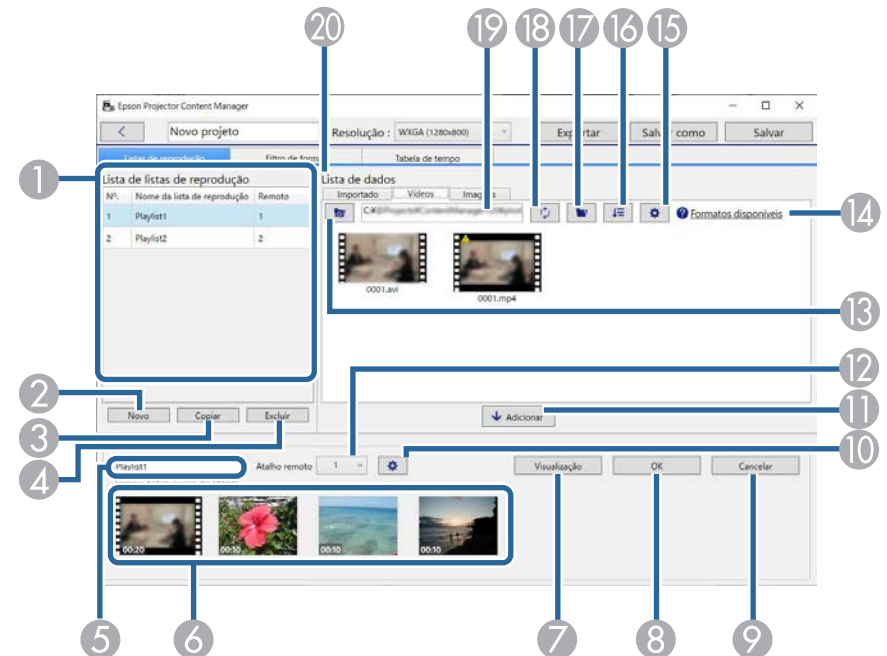 20 19 18 17 16 15
Epson Projector Content Manager
Novo projeto Resolução : WXGA (1280x800) Exportar Salvar como Salvar
Listas de reprodução Filtro de form Tabela de tempo
1
Lista de listas de reprodução Lista de dados
Nº. Nome da lista de reprodução Remoto Importado Vídeos Imagens
1 Playlist1 1 Formatos disponíveis 14
2 Playlist2 2
0001.avi 0001.mp4
13
12
2 Novo Copiar Excluir Adicionar 11
3
10
4
Playlist1 Atalho remoto 1 Visualização OK Cancelar
00:20 00:10 00:10 00:10
5 6 7 8 9